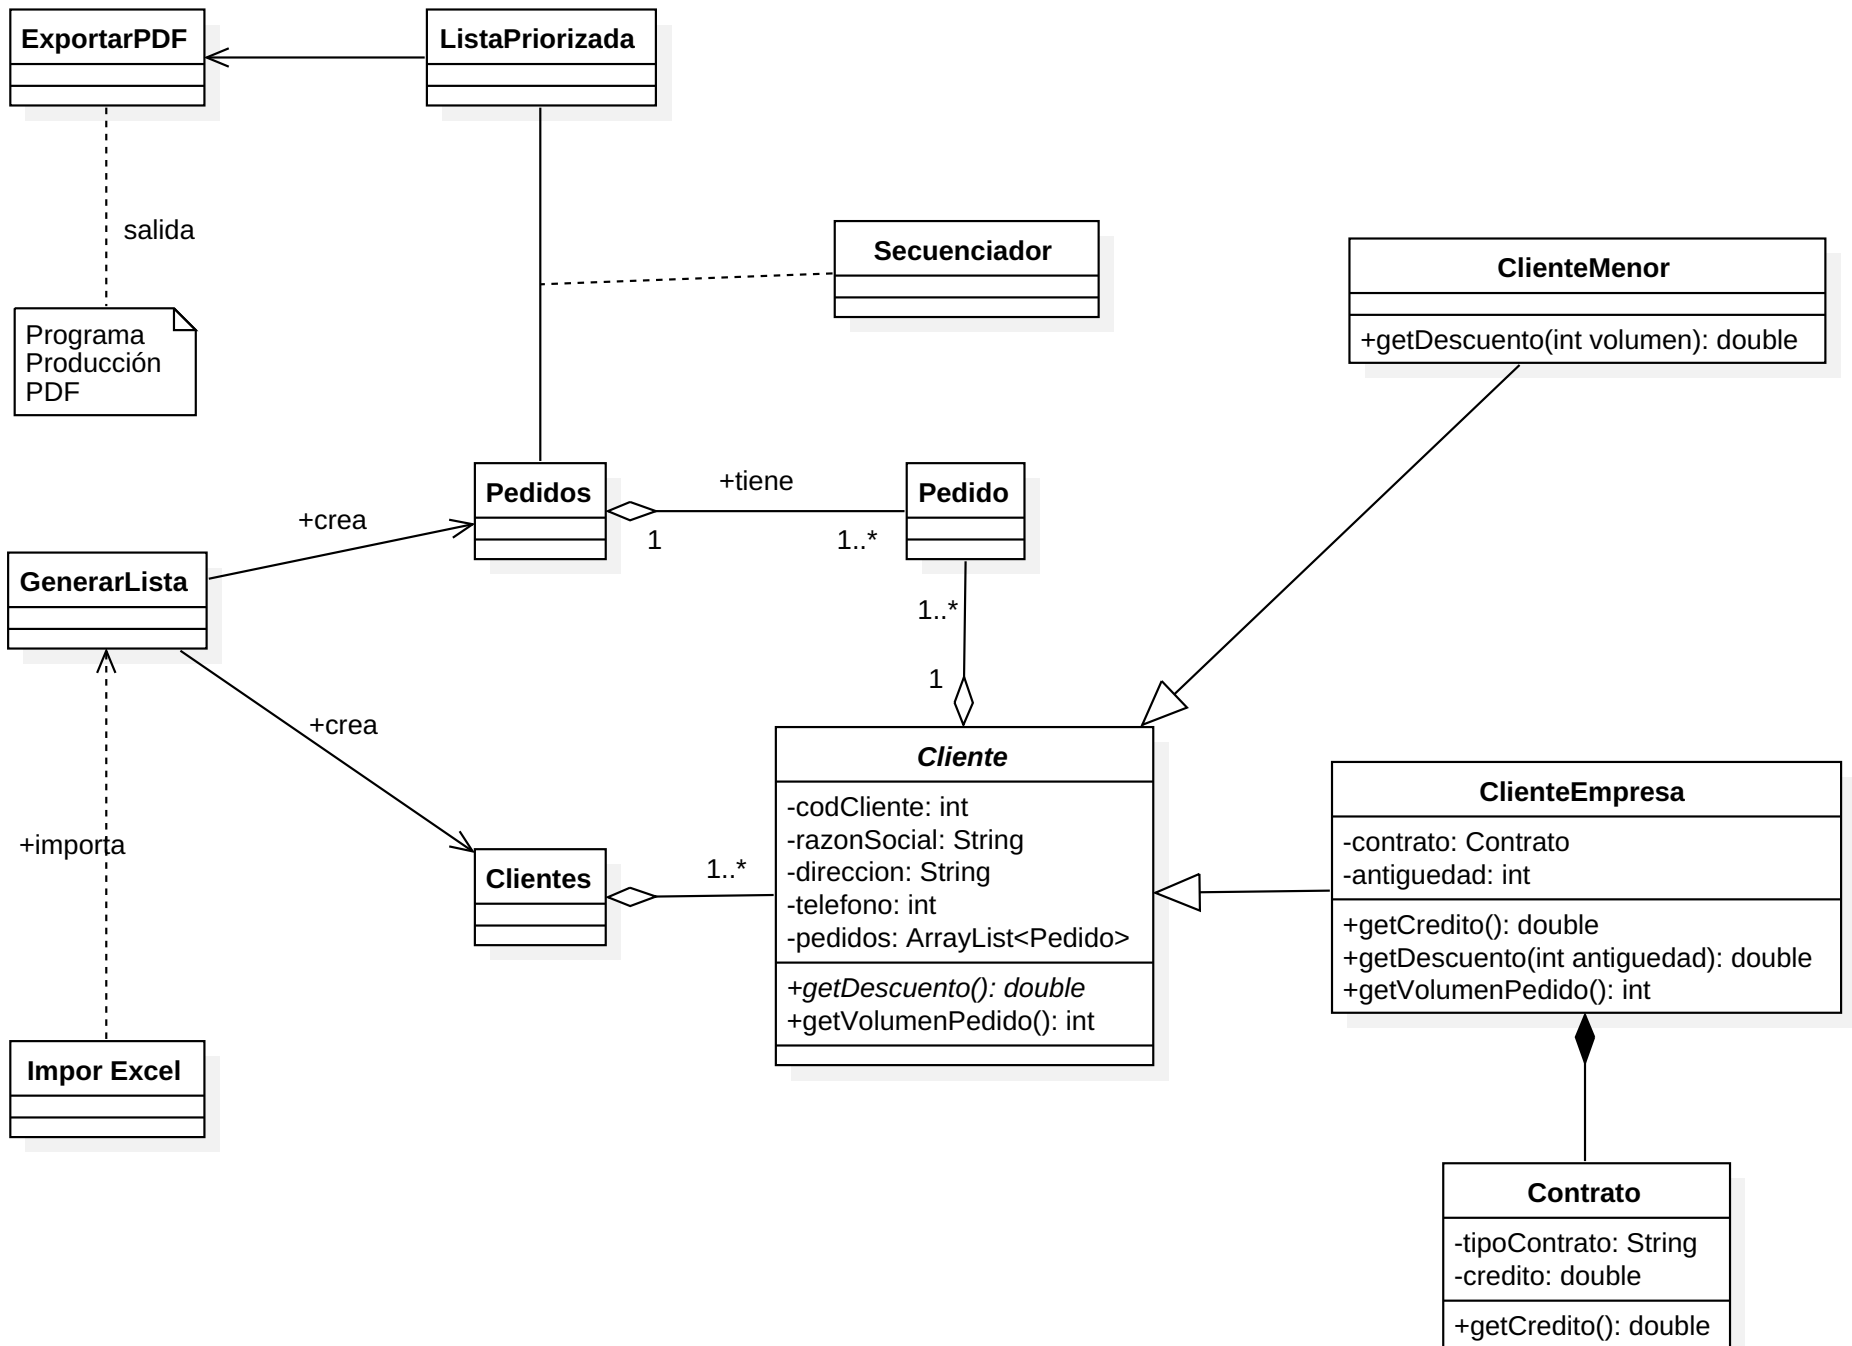 ExportarPDF
ListaPriorizada
salida
Secuenciador
ClienteMenor
+getDescuento(int volumen): double
Programa
Producción
PDF
Pedidos
+tiene
1
1..*
Pedido
+crea
GenerarLista
1..*
1
+crea
+importa
Cliente
-codCliente: int
-razonSocial: String
-direccion: String
-telefono: int
-pedidos: ArrayList<Pedido>
+getDescuento(): double
+getVolumenPedido(): int
ClienteEmpresa
-contrato: Contrato
-antiguedad: int
+getCredito(): double
+getDescuento(int antiguedad): double
+getVolumenPedido(): int
Clientes
1..*
Impor Excel
Contrato
-tipoContrato: String
-credito: double
+getCredito(): double